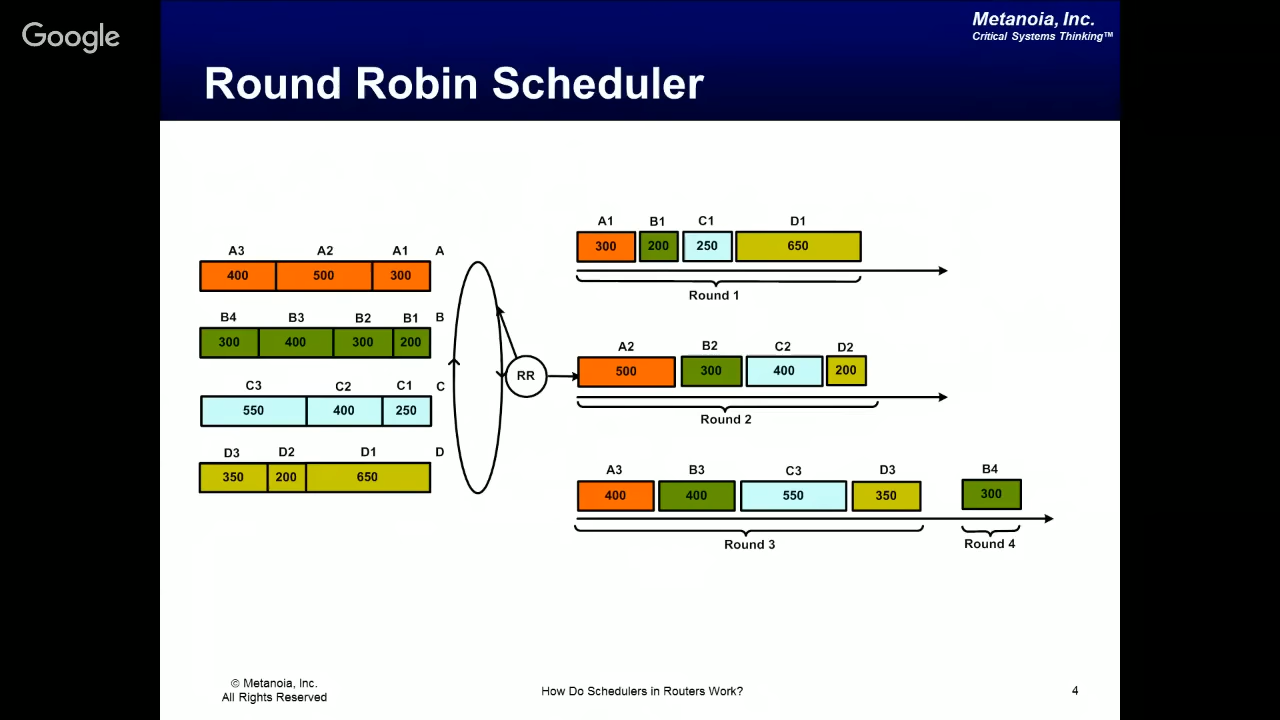 Google
Metanoia, Inc.
Critical Systems Thinking™
Round Robin Scheduler
A3 A2 A1 A
400 500 300
B4 B3 B2 B1 B
300 400 300 200
C3 C2 C1 C
550 400 250
D3 D2 D1 D
350 200 650
RR
A1 B1 C1 D1
300 200 250 650
Round 1
A2 B2 C2 D2
500 300 400 200
Round 2
A3 B3 C3 D3 B4
400 400 550 350 300
Round 3 Round 4
© Metanoia, Inc.
All Rights Reserved
How Do Schedulers in Routers Work?
4